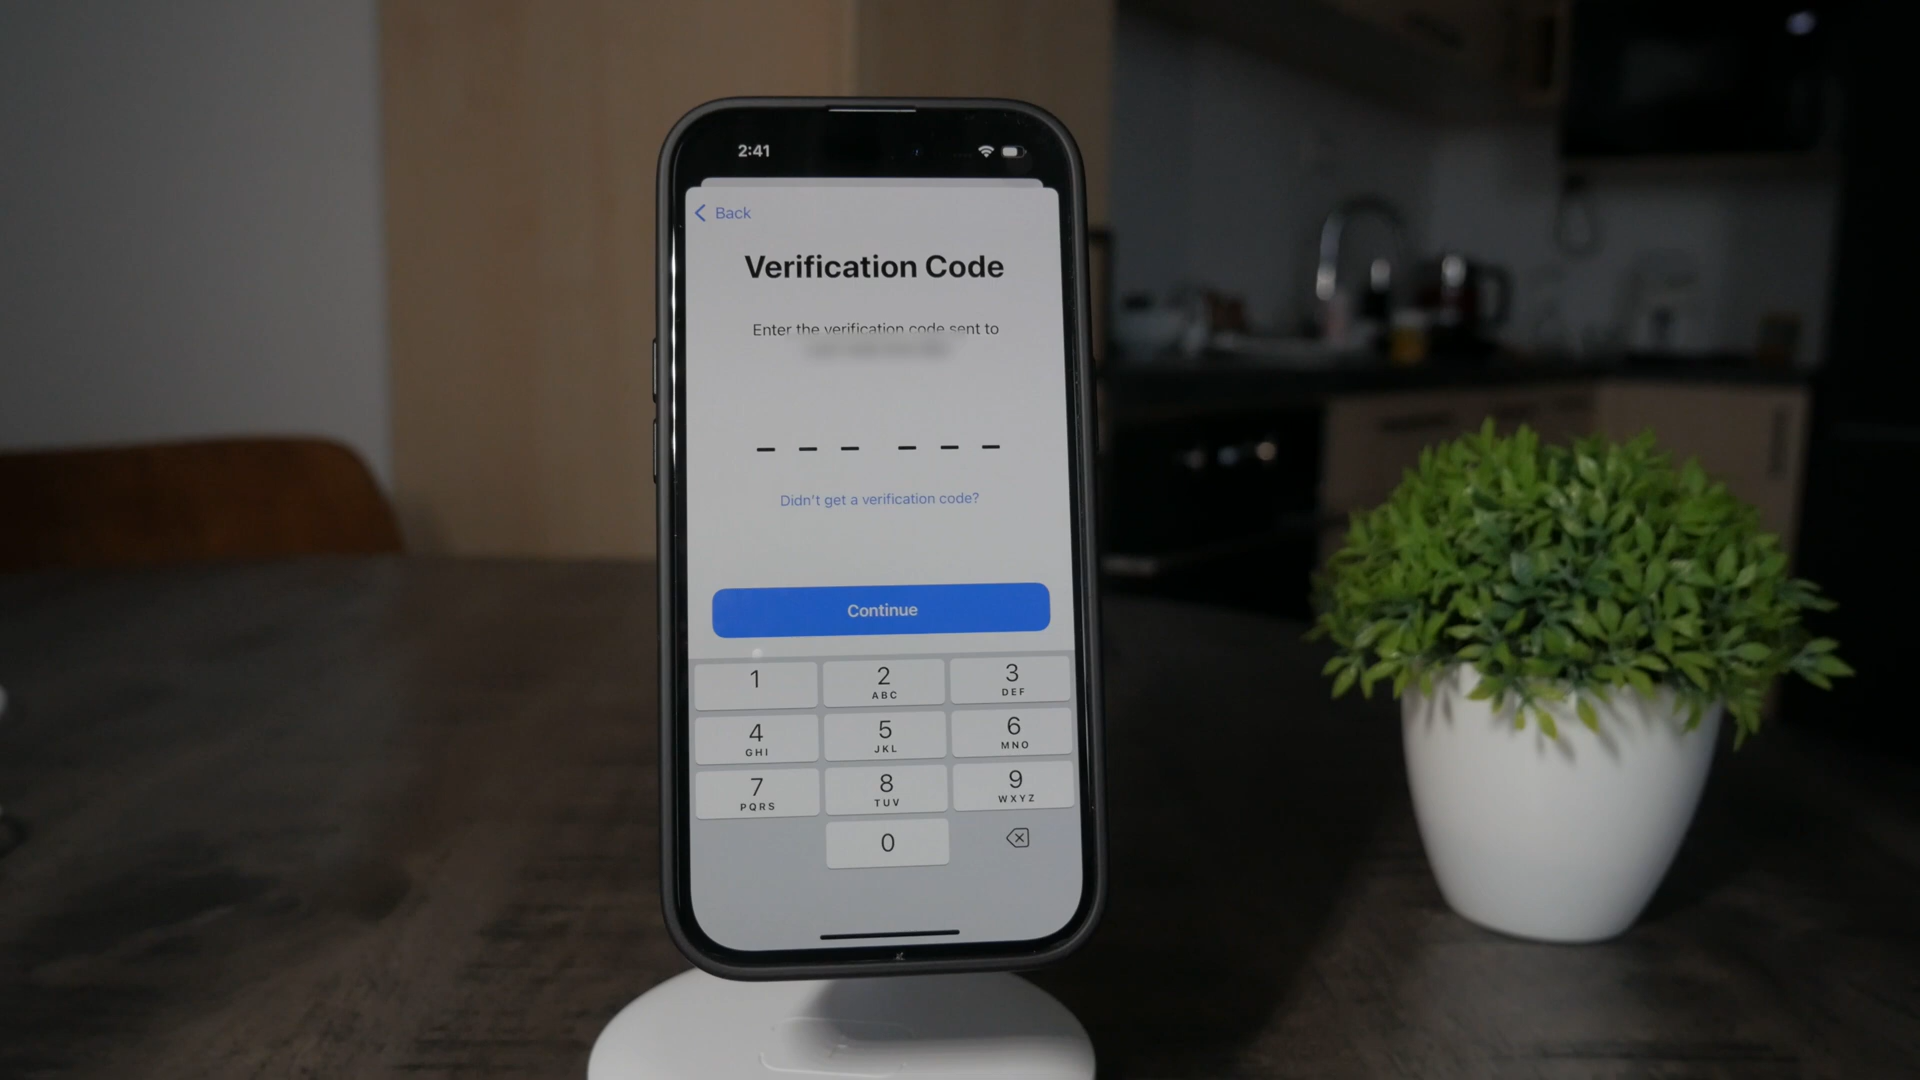 2:41
Back
Verification Code
Enter the verification code sent to
Didn't get a verification code?
Continue
1
2
ABC
3
DEF
4
GHI
5
JKL
6
MNO
7
PQRS
8
TUV
9
WXYZ
0